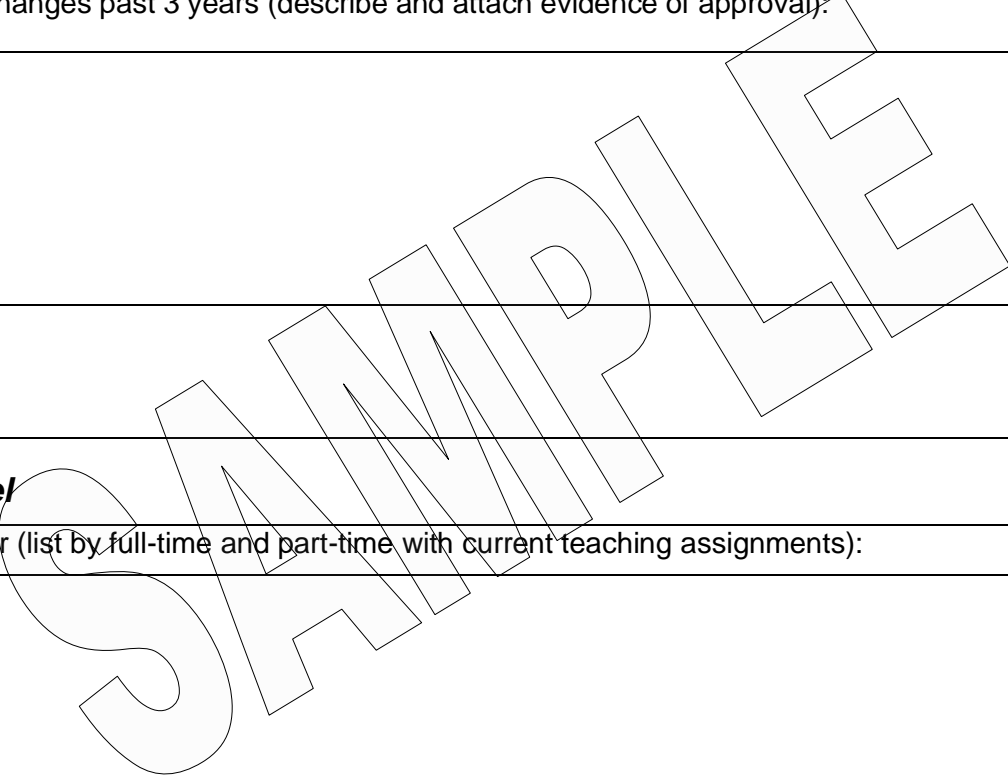 hanges past 3 years (describe and attach evidence of approval):
el
r (list by full-time and part-time with current teaching assignments):
SAMPLE